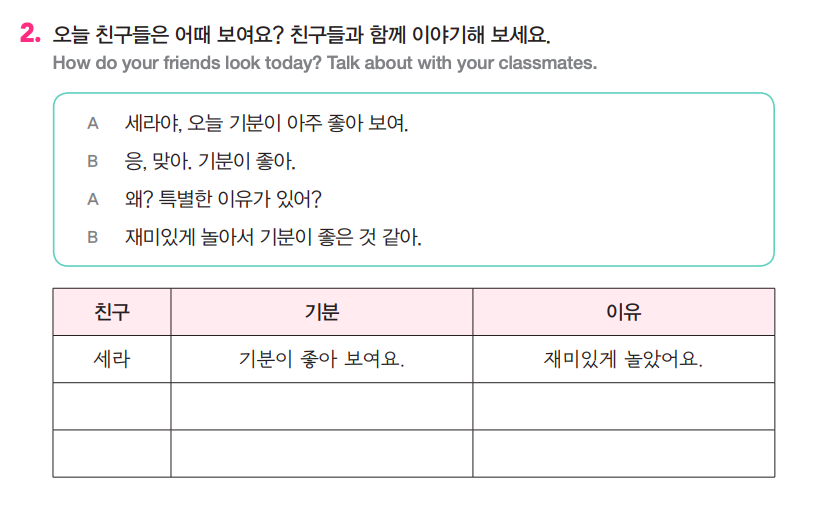 2. 오늘 친구들은 어때 보여요? 친구들과 함께 이야기해 보세요.
How do your friends look today? Talk about with your classmates.
A 세라야, 오늘 기분이 아주 좋아 보여.
B 응, 맞아. 기분이 좋아.
A 왜? 특별한 이유가 있어?
B 재미있게 놀아서 기분이 좋은 것 같아.
친구 기분 이유
세라 기분이 좋아 보여요. 재미있게 놀았어요.